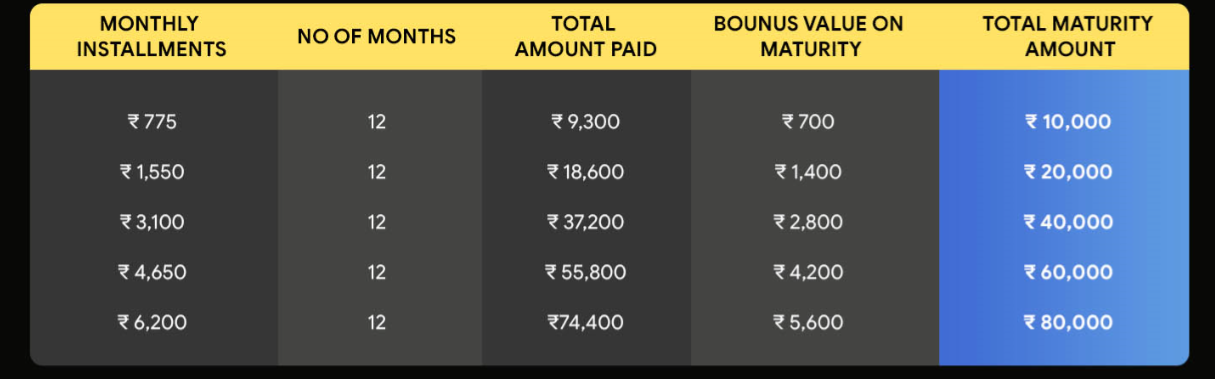 MONTHLY INSTALLMENTS NO OF MONTHS TOTAL AMOUNT PAID BOUNUS VALUE ON MATURITY TOTAL MATURITY AMOUNT
₹ 775 12 ₹ 9,300 ₹ 700 ₹ 10,000
₹ 1,550 12 ₹ 18,600 ₹ 1,400 ₹ 20,000
₹ 3,100 12 ₹ 37,200 ₹ 2,800 ₹ 40,000
₹ 4,650 12 ₹ 55,800 ₹ 4,200 ₹ 60,000
₹ 6,200 12 ₹74,400 ₹ 5,600 ₹ 80,000